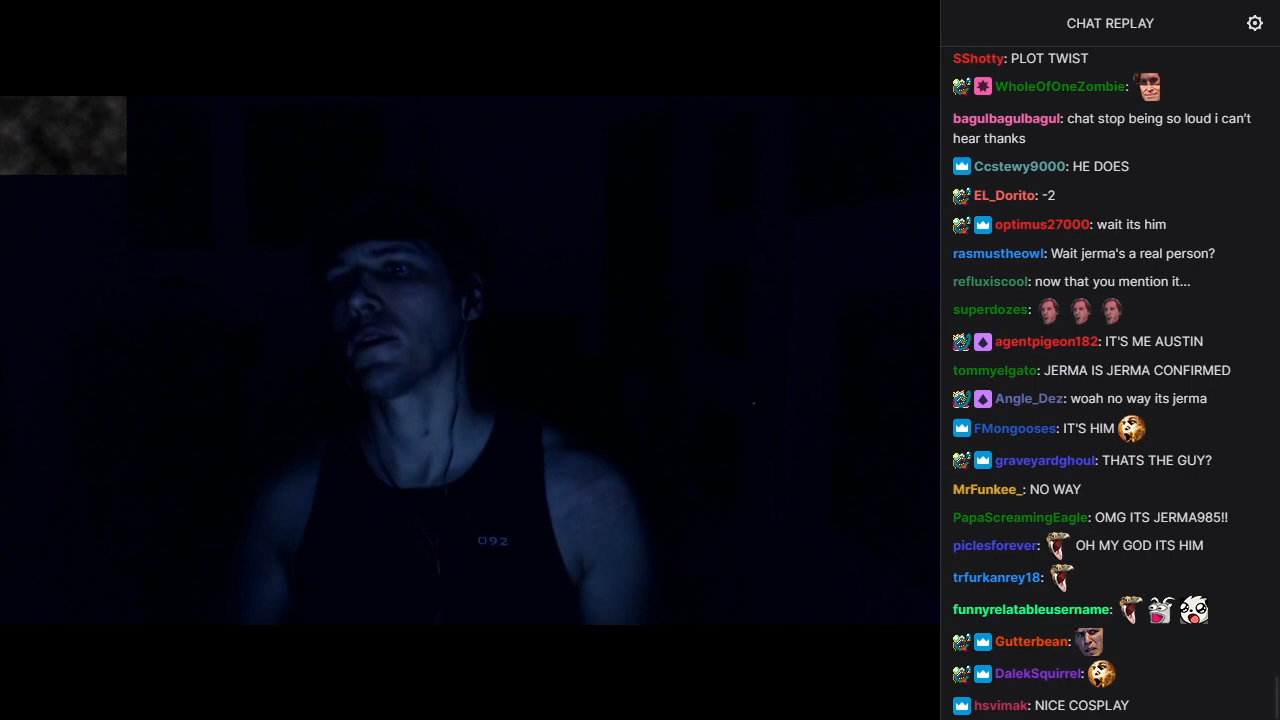 CHAT REPLAY
SShotty: PLOT TWIST
WholeOfOneZombie:
bagulbagulbagul: chat stop being so loud i can't
hear thanks
Ccstewy9000: HE DOES
EL_Dorito: -2
optimus27000: wait its him
rasmustheowl: Wait jerma's a real person?
refluxiscool: now that you mention it...
superdozes:
agentpigeon182: IT'S ME AUSTIN
tommyelgato: JERMA IS JERMA CONFIRMED
Angle_Dez: woah no way its jerma
FMongooses: IT'S HIM
graveyardghoul: THATS THE GUY?
MrFunkee_: NO WAY
PapaScreamingEagle: OMG ITS JERMA985!!
piclesforever: OH MY GOD ITS HIM
trfurkanrey18:
funnyrelatableusername:
Gutterbean:
DalekSquirrel:
hsvimak: NICE COSPLAY
092